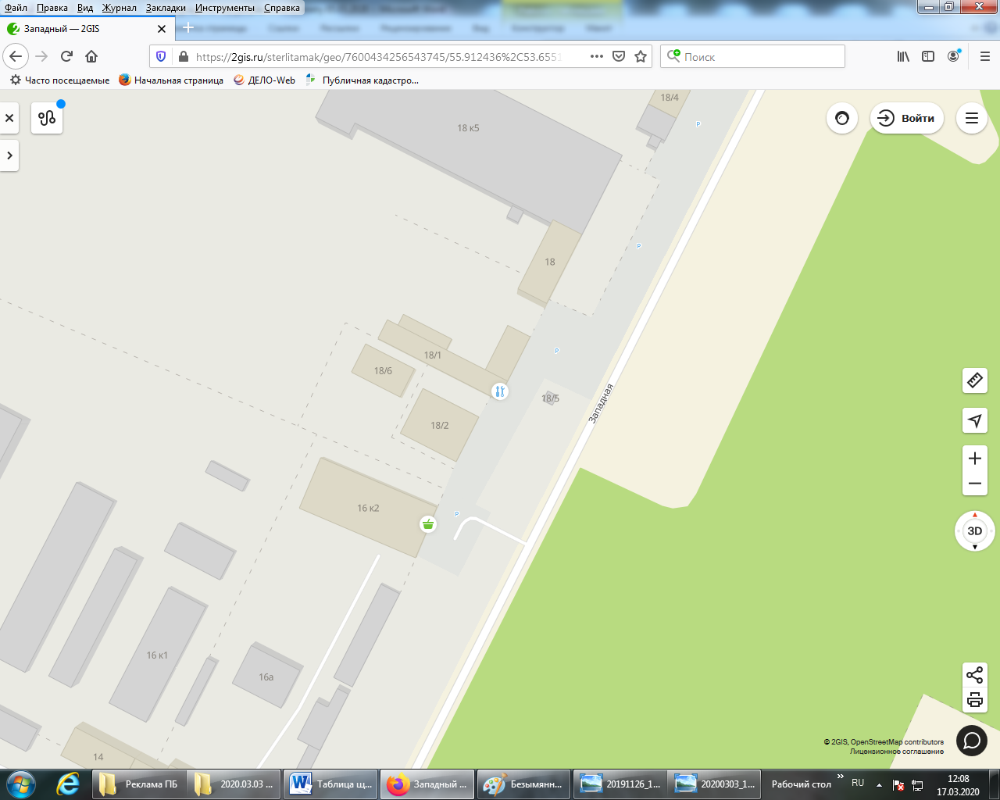 Файл Правка Вид Журнал Закладки Инструменты Справка
Западный — 2GIS
https://2gis.ru/sterlitamak/geo/7600434256543745/55.912436%2C53.6551
Поиск
Часто посещаемые Начальная страница ДЕЛО-Web Публичная кадастро...
18/4
18 к5
P
Войти
P
18
18/1
P
18/6
18/5
Западная
18/2
16 к2
P
3D
16 к1
16а
14
© 2GIS, OpenStreetMap contributors
Лицензионное соглашение
Реклама ПБ
2020.03.03 ...
Таблица щ...
Западный ...
Безымянн...
20191126_1...
20200303_1...
Рабочий стол
RU
12:08
17.03.2020